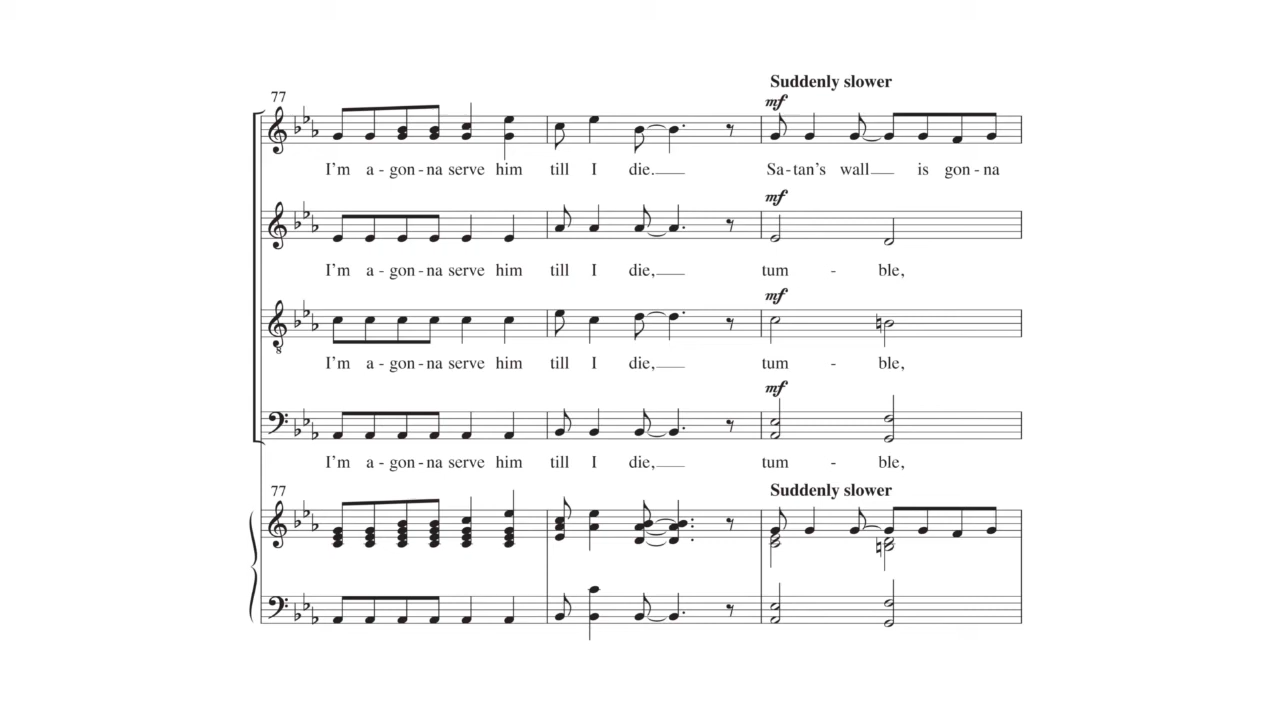 Suddenly slower
77
mf
I'm a - gon - na serve him till I die. Sa - tan's wall is gon - na
mf
I'm a - gon - na serve him till I die, tum - ble,
mf
8
I'm a - gon - na serve him till I die, tum - ble,
mf
I'm a - gon - na serve him till I die, tum - ble,
77
Suddenly slower